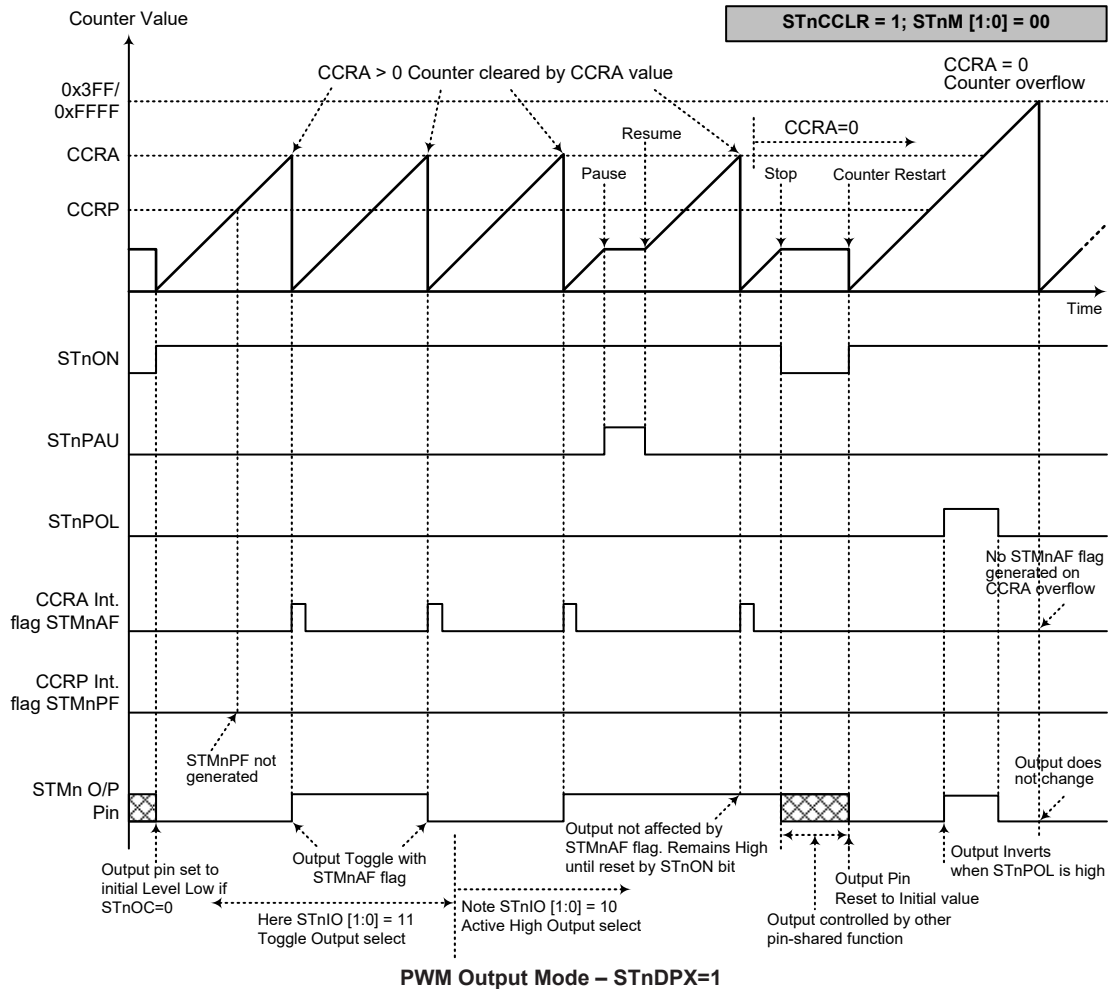 Counter Value
STnCCLR = 1; STnM [1:0] = 00
CCRA > 0 Counter cleared by CCRA value
CCRA = 0
Counter overflow
0x3FF/
0xFFFF
Resume
CCRA=0
CCRA
Pause
Stop
Counter Restart
CCRP
Time
STnON
STnPAU
STnPOL
No STMnAF flag
generated on
CCRA overflow
CCRA Int.
flag STMnAF
CCRP Int.
flag STMnPF
STMnPF not
generated
Output does
not change
STMn O/P
Pin
Output pin set to
initial Level Low if
STnOC=0
Output Toggle with
STMnAF flag
Output not affected by
STMnAF flag. Remains High
until reset by STnON bit
Output Inverts
when STnPOL is high
Output Pin
Reset to Initial value
Here STnIO [1:0] = 11
Toggle Output select
Note STnIO [1:0] = 10
Active High Output select
Output controlled by other
pin-shared function
PWM Output Mode – STnDPX=1